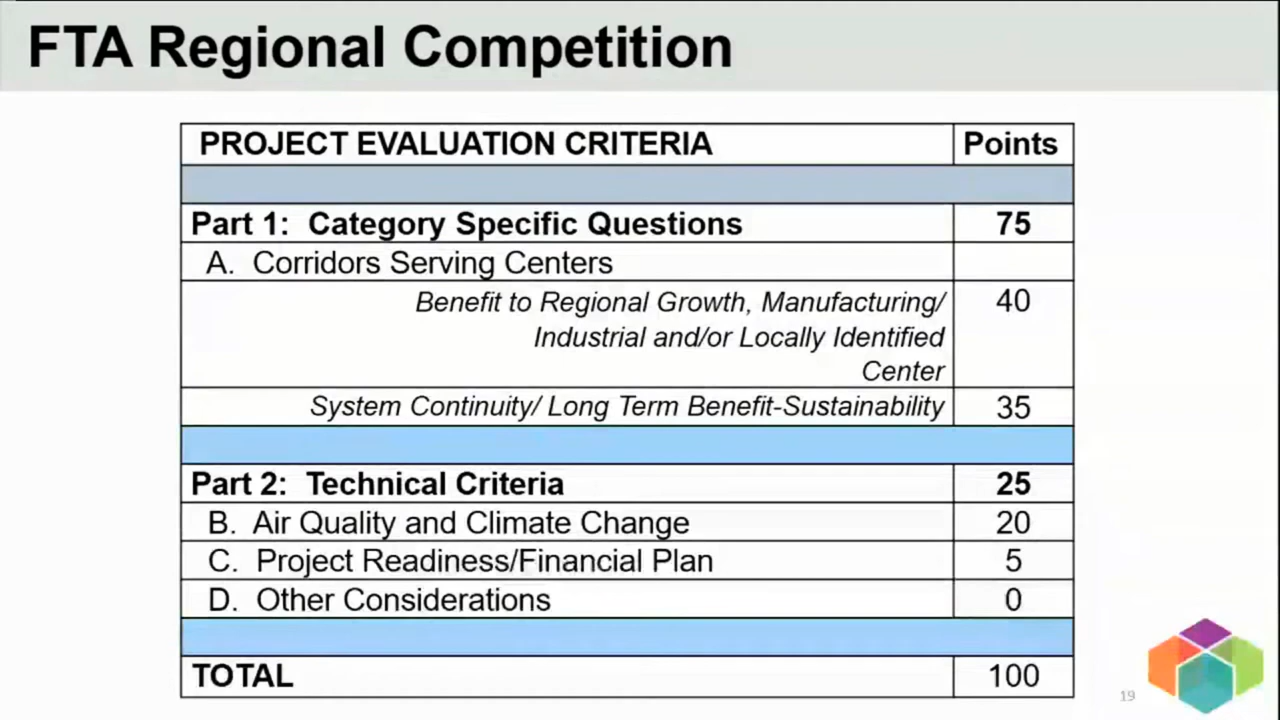 FTA Regional Competition
PROJECT EVALUATION CRITERIA Points
Part 1: Category Specific Questions 75
A. Corridors Serving Centers
Benefit to Regional Growth, Manufacturing/ 40
Industrial and/or Locally Identified
Center
System Continuity/ Long Term Benefit-Sustainability 35
Part 2: Technical Criteria 25
B. Air Quality and Climate Change 20
C. Project Readiness/Financial Plan 5
D. Other Considerations 0
TOTAL 100
19